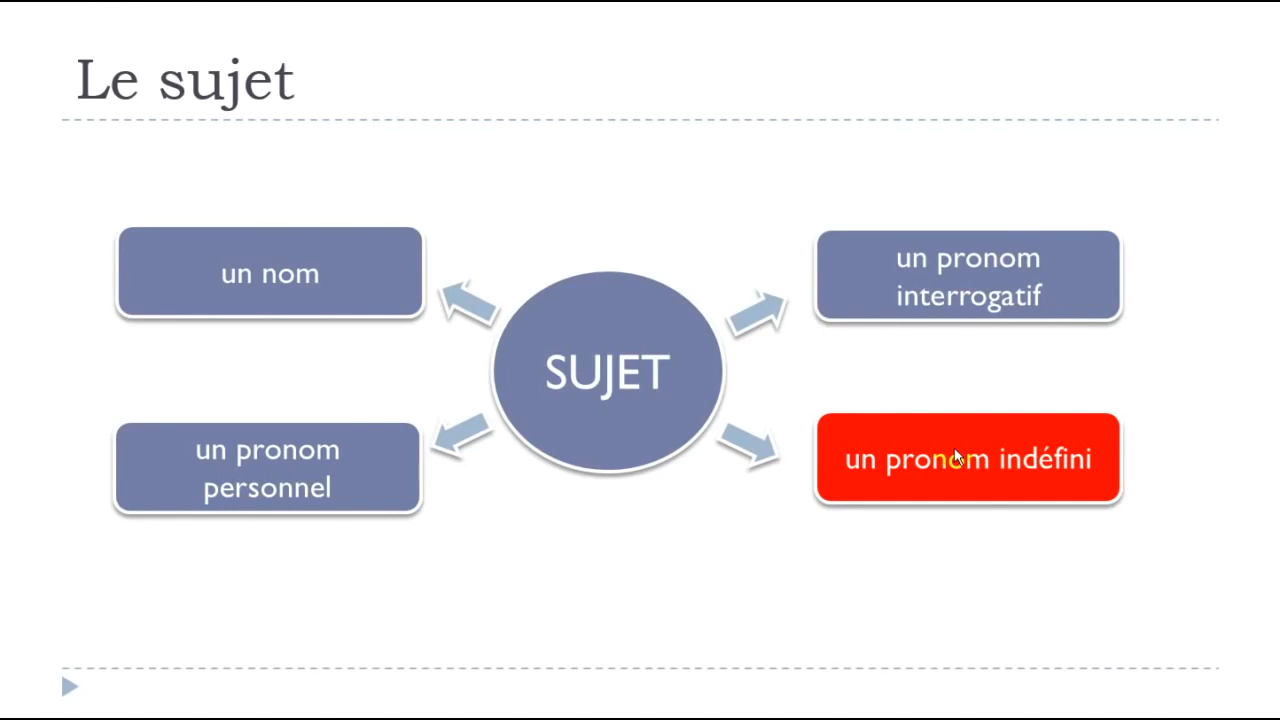 Le sujet
un nom
un pronom
interrogatif
SUJET
un pronom
personnel
un pronom indéfini